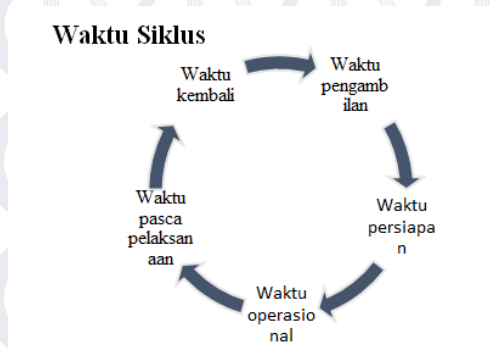 Waktu Siklus
Waktu
kembali
Waktu
pengamb
ilan
Waktu
persiapa
n
Waktu
operasio
nal
Waktu
pasca
pelaksan
aan